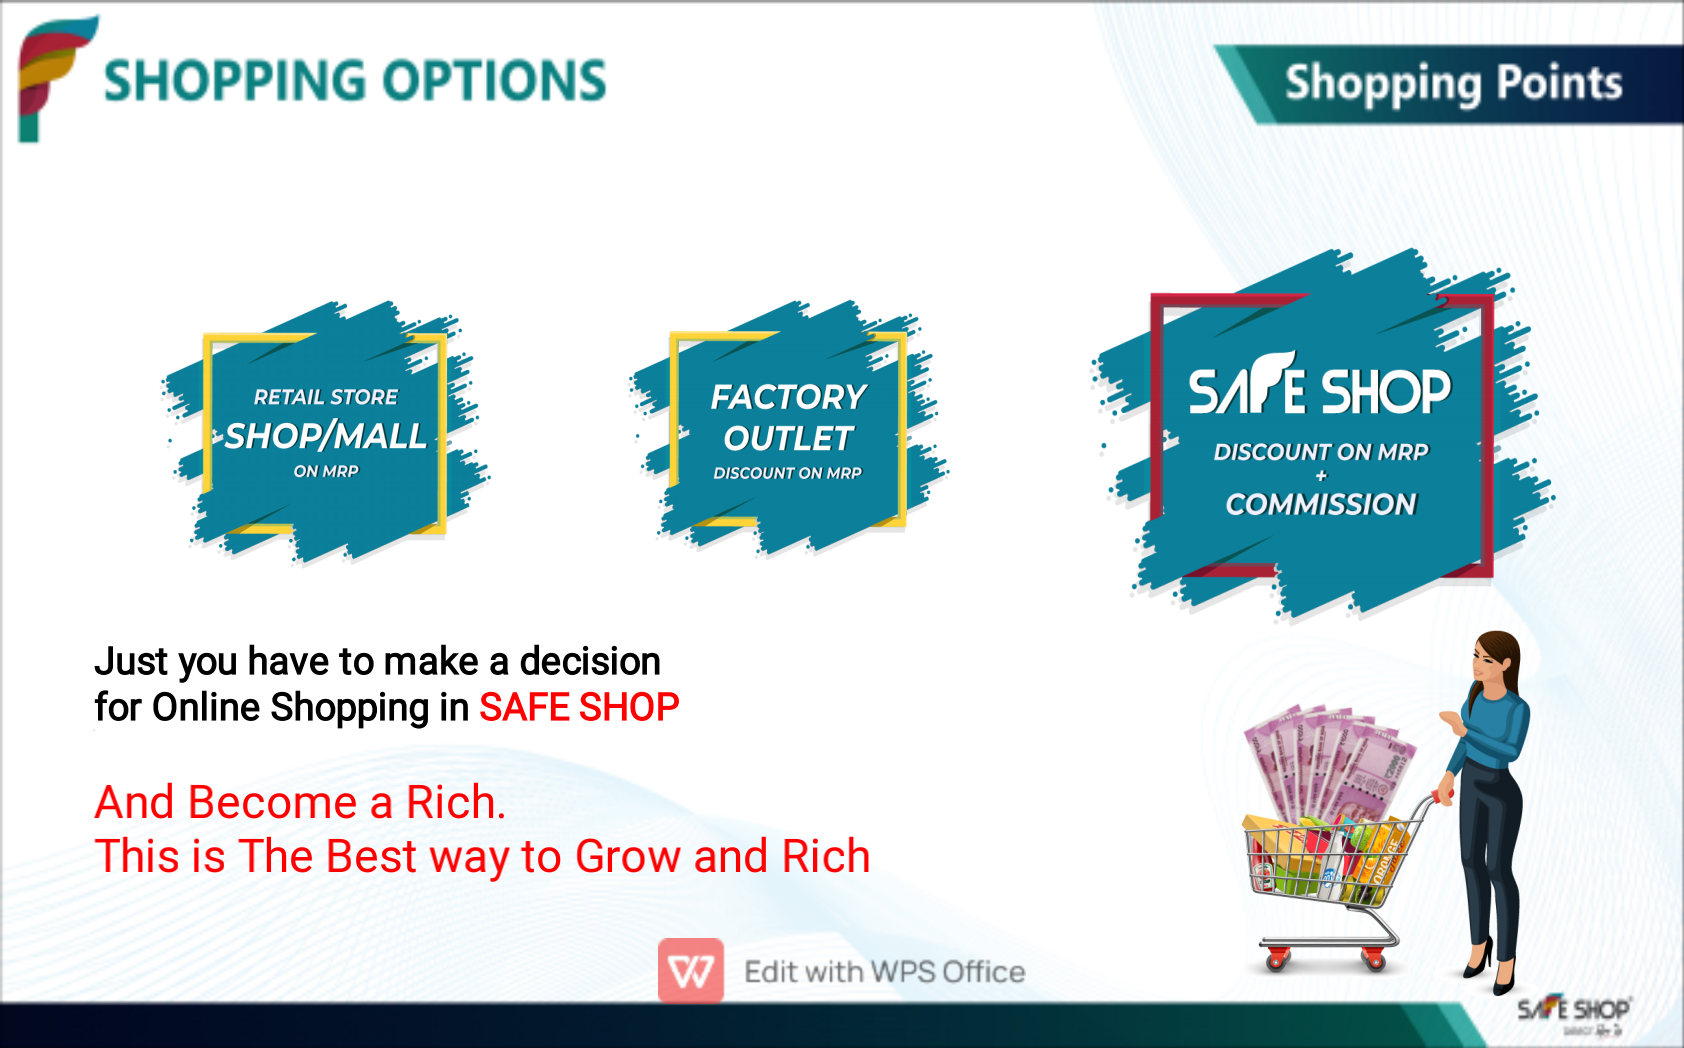 SHOPPING OPTIONS
Shopping Points
RETAIL STORE
SHOP/MALL
ON MRP
FACTORY
OUTLET
DISCOUNT ON MRP
SAFE SHOP
DISCOUNT ON MRP
+
COMMISSION
Just you have to make a decision
for Online Shopping in SAFE SHOP
And Become a Rich.
This is The Best way to Grow and Rich
ORANGE
Edit with WPS Office
SAFE SHOP